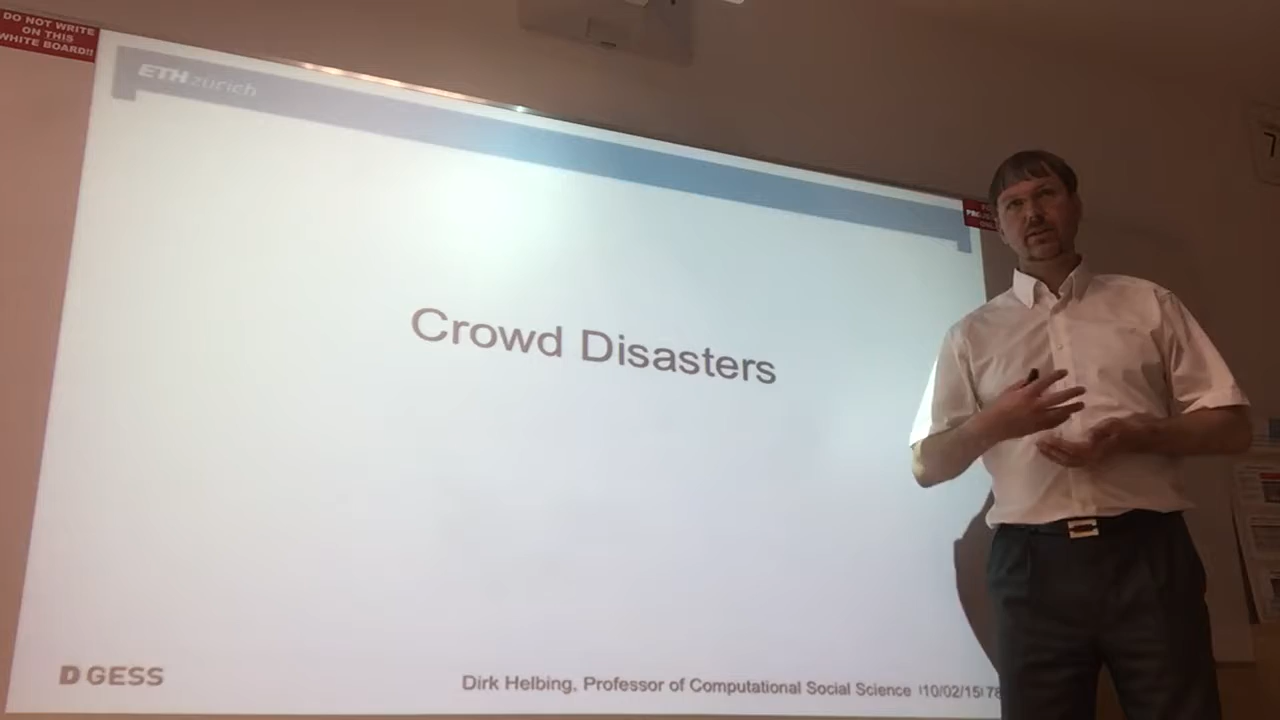 DO NOT WRITE
ON THIS
WHITE BOARD!!
ETH zürich
Crowd Disasters
D GESS
Dirk Helbing, Professor of Computational Social Science | 10/02/15 | 78